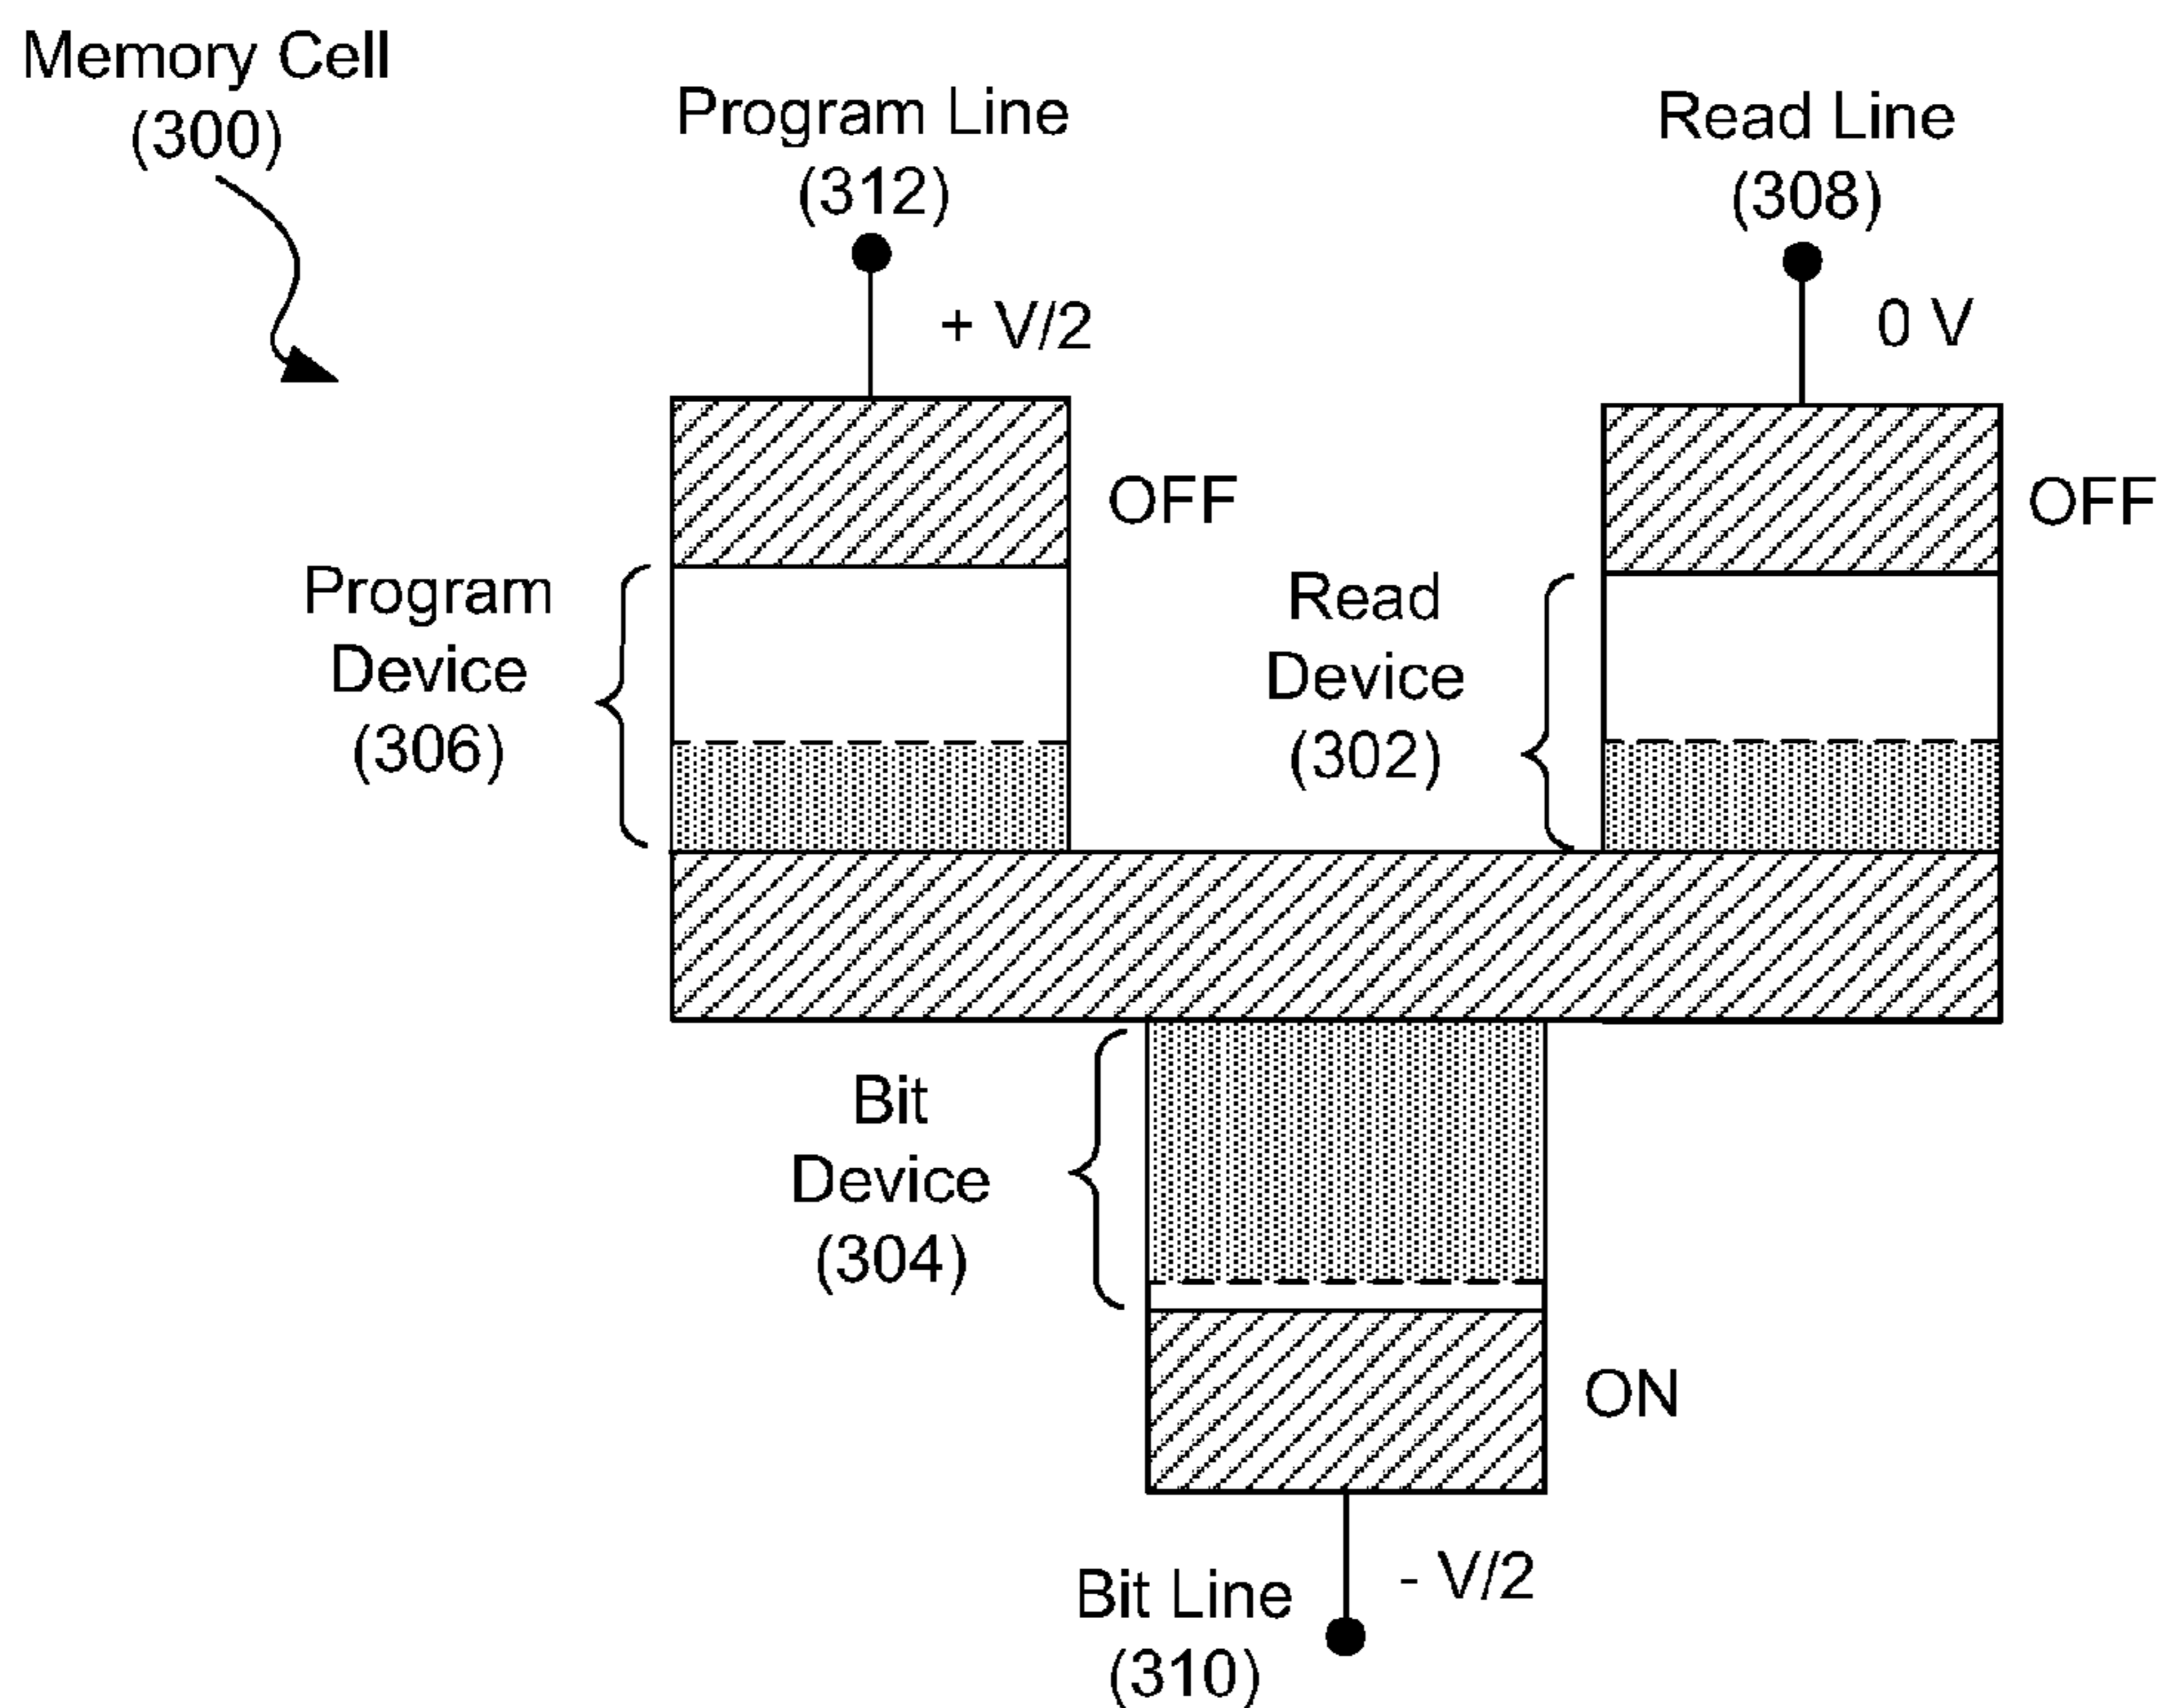 Memory Cell
(300)
Program Line
(312)
Read Line
(308)
+ V/2
0 V
OFF
OFF
Program
Device
(306)
Read
Device
(302)
Bit
Device
(304)
ON
- V/2
Bit Line
(310)